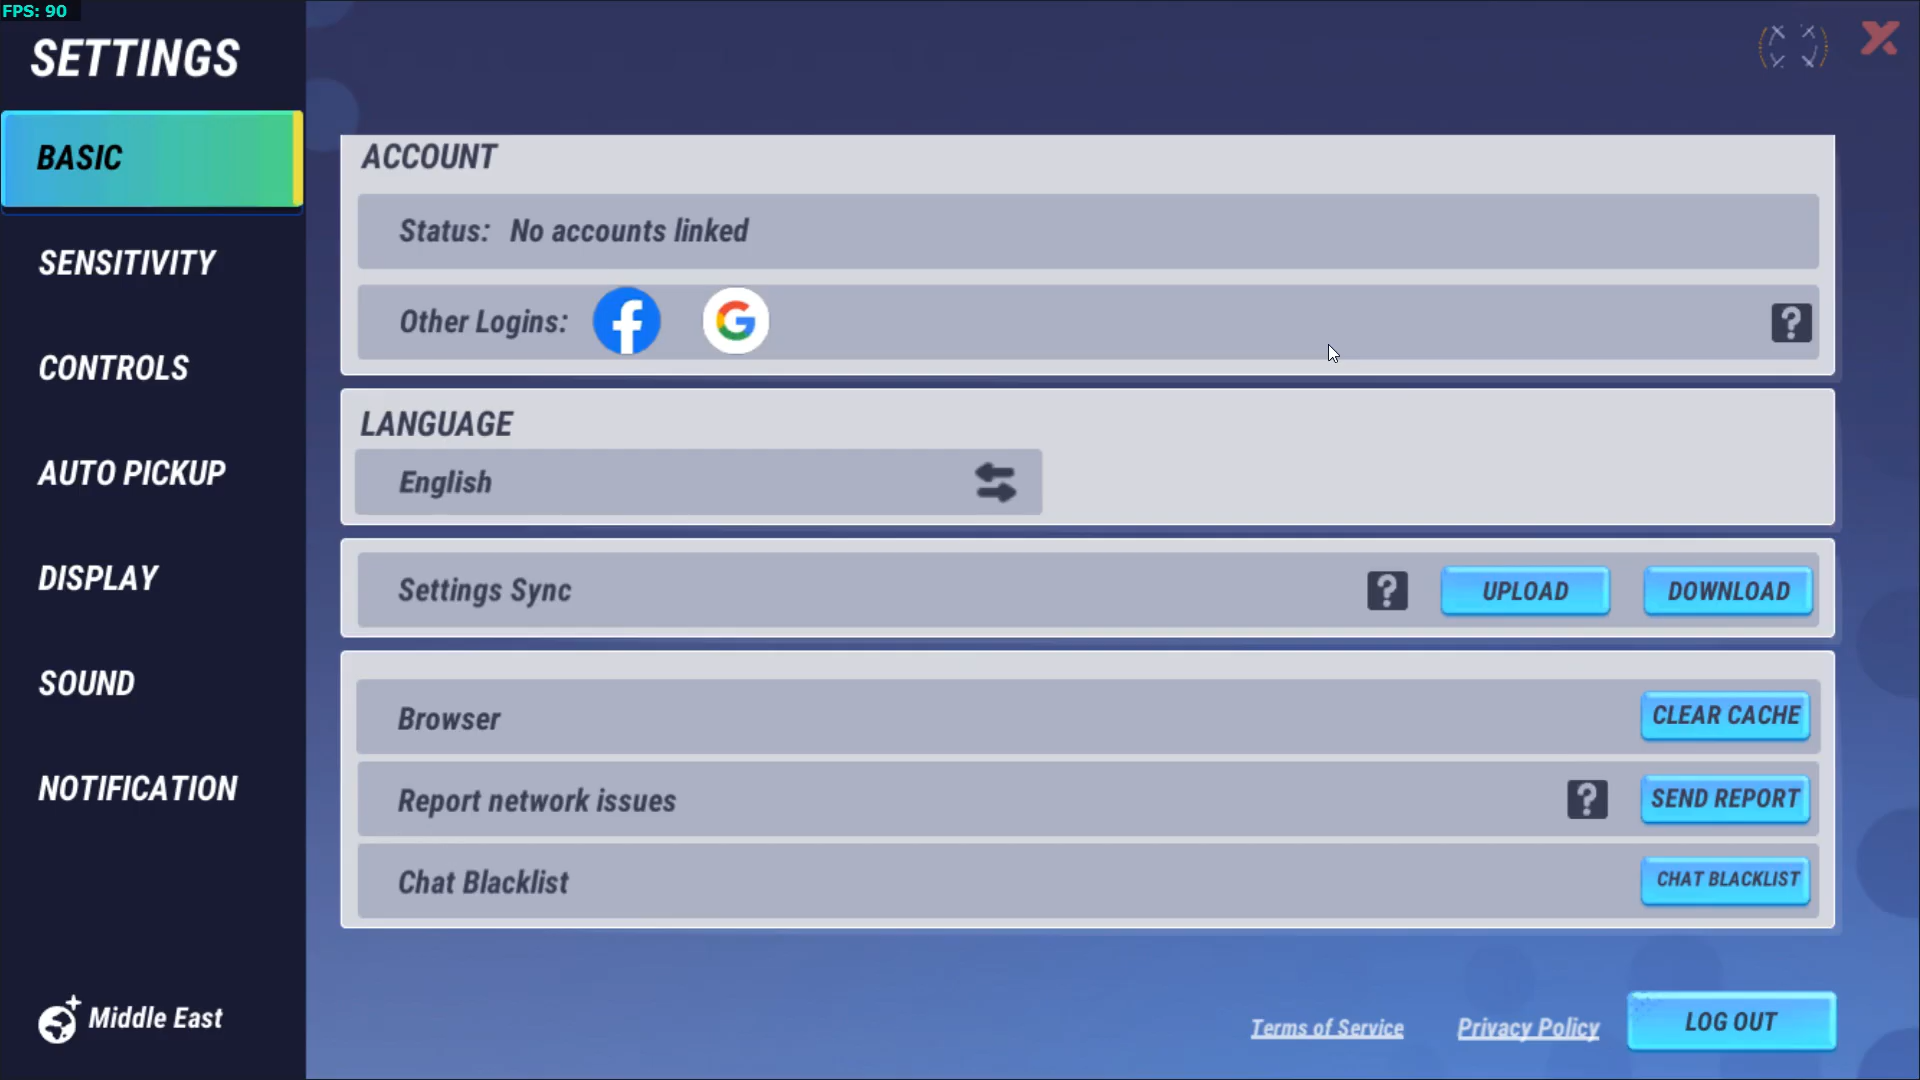 FPS: 90
SETTINGS
BASIC
SENSITIVITY
CONTROLS
AUTO PICKUP
DISPLAY
SOUND
NOTIFICATION
Middle East
ACCOUNT
Status: No accounts linked
Other Logins:
?
LANGUAGE
English
Settings Sync ? UPLOAD DOWNLOAD
Browser CLEAR CACHE
Report network issues ? SEND REPORT
Chat Blacklist CHAT BLACKLIST
Terms of Service Privacy Policy LOG OUT